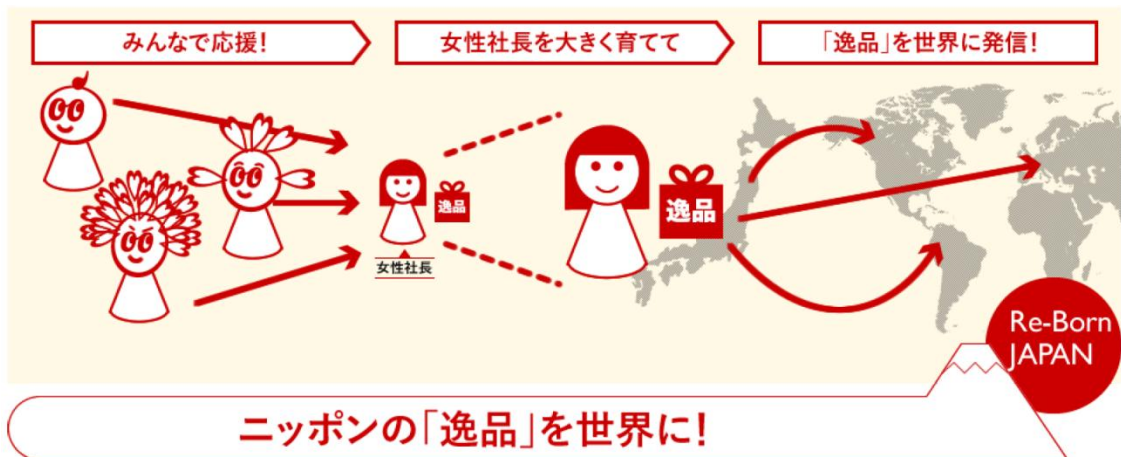 みんなで応援!
女性社長を大きく育てて
「逸品」を世界に発信!
逸品
女性社長
逸品
Re-Born
JAPAN
ニッポンの「逸品」を世界に!